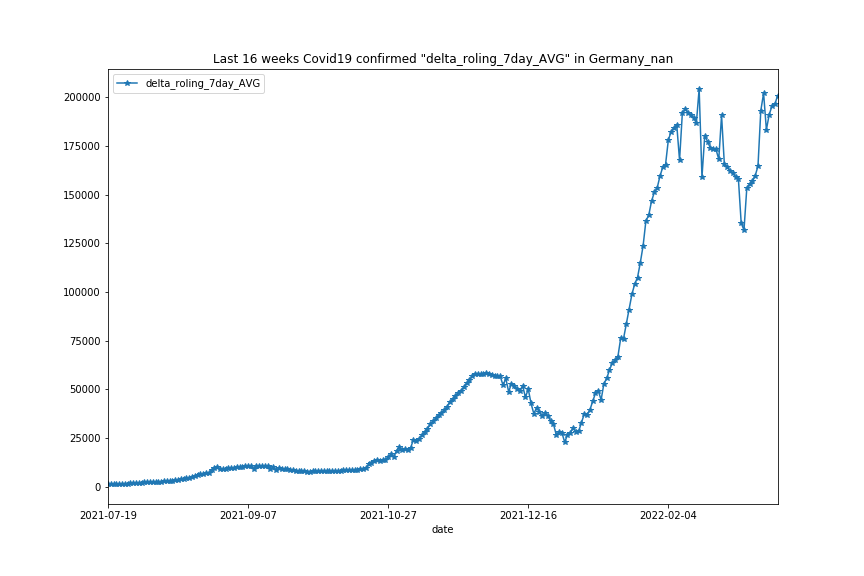 Last 16 weeks Covid19 confirmed "delta_roling_7day_AVG" in Germany_nan
delta_roling_7day_AVG
200000
175000
150000
125000
100000
75000
50000
25000
0
2021-07-19 2021-09-07 2021-10-27 2021-12-16 2022-02-04
date